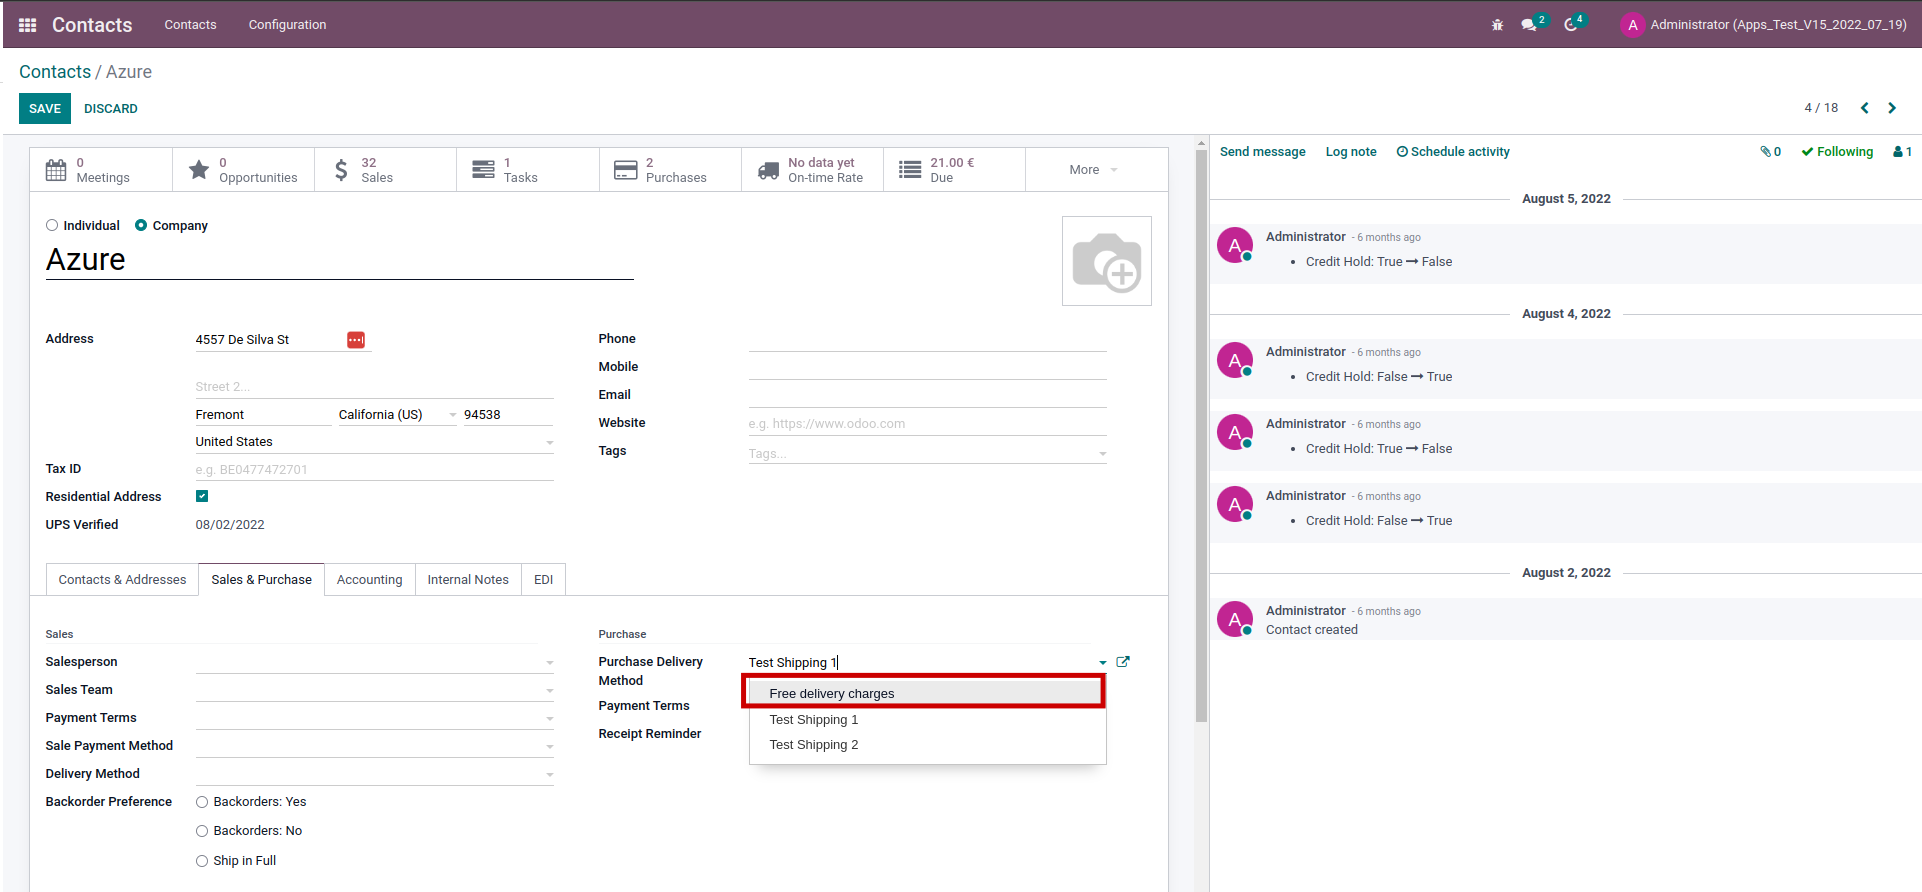 Contacts Contacts Configuration 2 4 A Administrator (Apps_Test_V15_2022_07_19)
Contacts / Azure
SAVE DISCARD 4 / 18
0 Meetings
0 Opportunities
32 Sales
1 Tasks
2 Purchases
No data yet On-time Rate
21.00 € Due
More
Individual Company
Azure
Address 4557 De Silva St
Street 2...
Fremont California (US) 94538
United States
Tax ID e.g. BE0477472701
Residential Address
UPS Verified 08/02/2022
Phone
Mobile
Email
Website e.g. https://www.odoo.com
Tags Tags...
Contacts & Addresses Sales & Purchase Accounting Internal Notes EDI
Sales
Salesperson
Sales Team
Payment Terms
Sale Payment Method
Delivery Method
Backorder Preference Backorders: Yes
Backorders: No
Ship in Full
Purchase
Purchase Delivery Test Shipping 1
Method
Payment Terms
Receipt Reminder
Free delivery charges
Test Shipping 1
Test Shipping 2
Send message Log note Schedule activity 0 Following 1
August 5, 2022
A Administrator - 6 months ago
• Credit Hold: True → False
August 4, 2022
A Administrator - 6 months ago
• Credit Hold: False → True
A Administrator - 6 months ago
• Credit Hold: True → False
A Administrator - 6 months ago
• Credit Hold: False → True
August 2, 2022
A Administrator - 6 months ago
Contact created